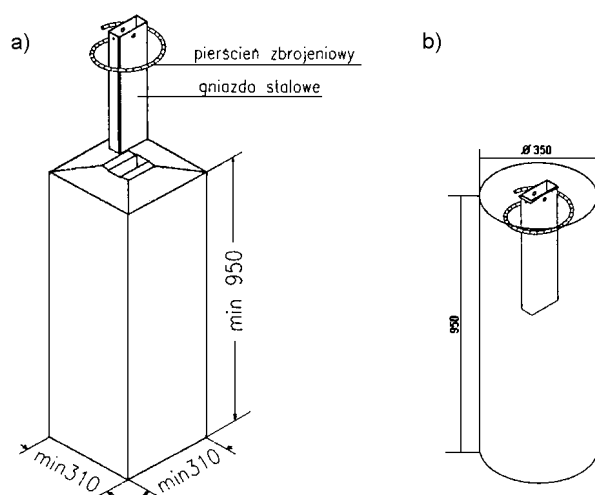 a)
pierścień zbrojeniowy
gniazdo stalowe
min 950
min310
min310
b)
Ø 350
950